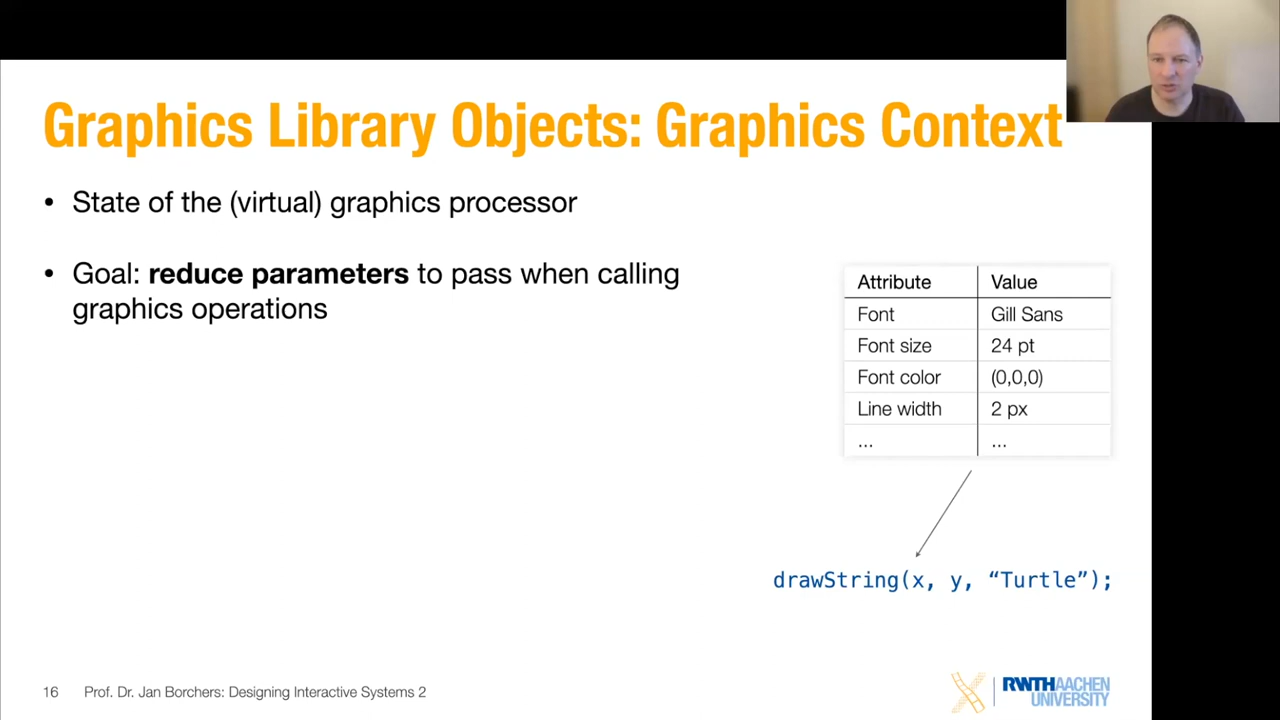 Graphics Library Objects: Graphics Context
• State of the (virtual) graphics processor
• Goal: reduce parameters to pass when calling
graphics operations
Attribute Value
Font Gill Sans
Font size 24 pt
Font color (0,0,0)
Line width 2 px
... ...
drawString(x, y, “Turtle”);
16 Prof. Dr. Jan Borchers: Designing Interactive Systems 2
RWTH AACHEN
UNIVERSITY